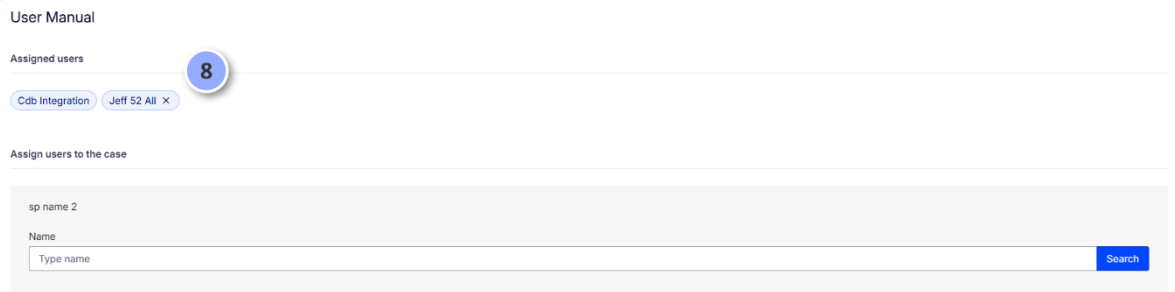 User Manual
Assigned users
8
Cdb Integration Jeff 52 All ×
Assign users to the case
sp name 2
Name
Type name Search